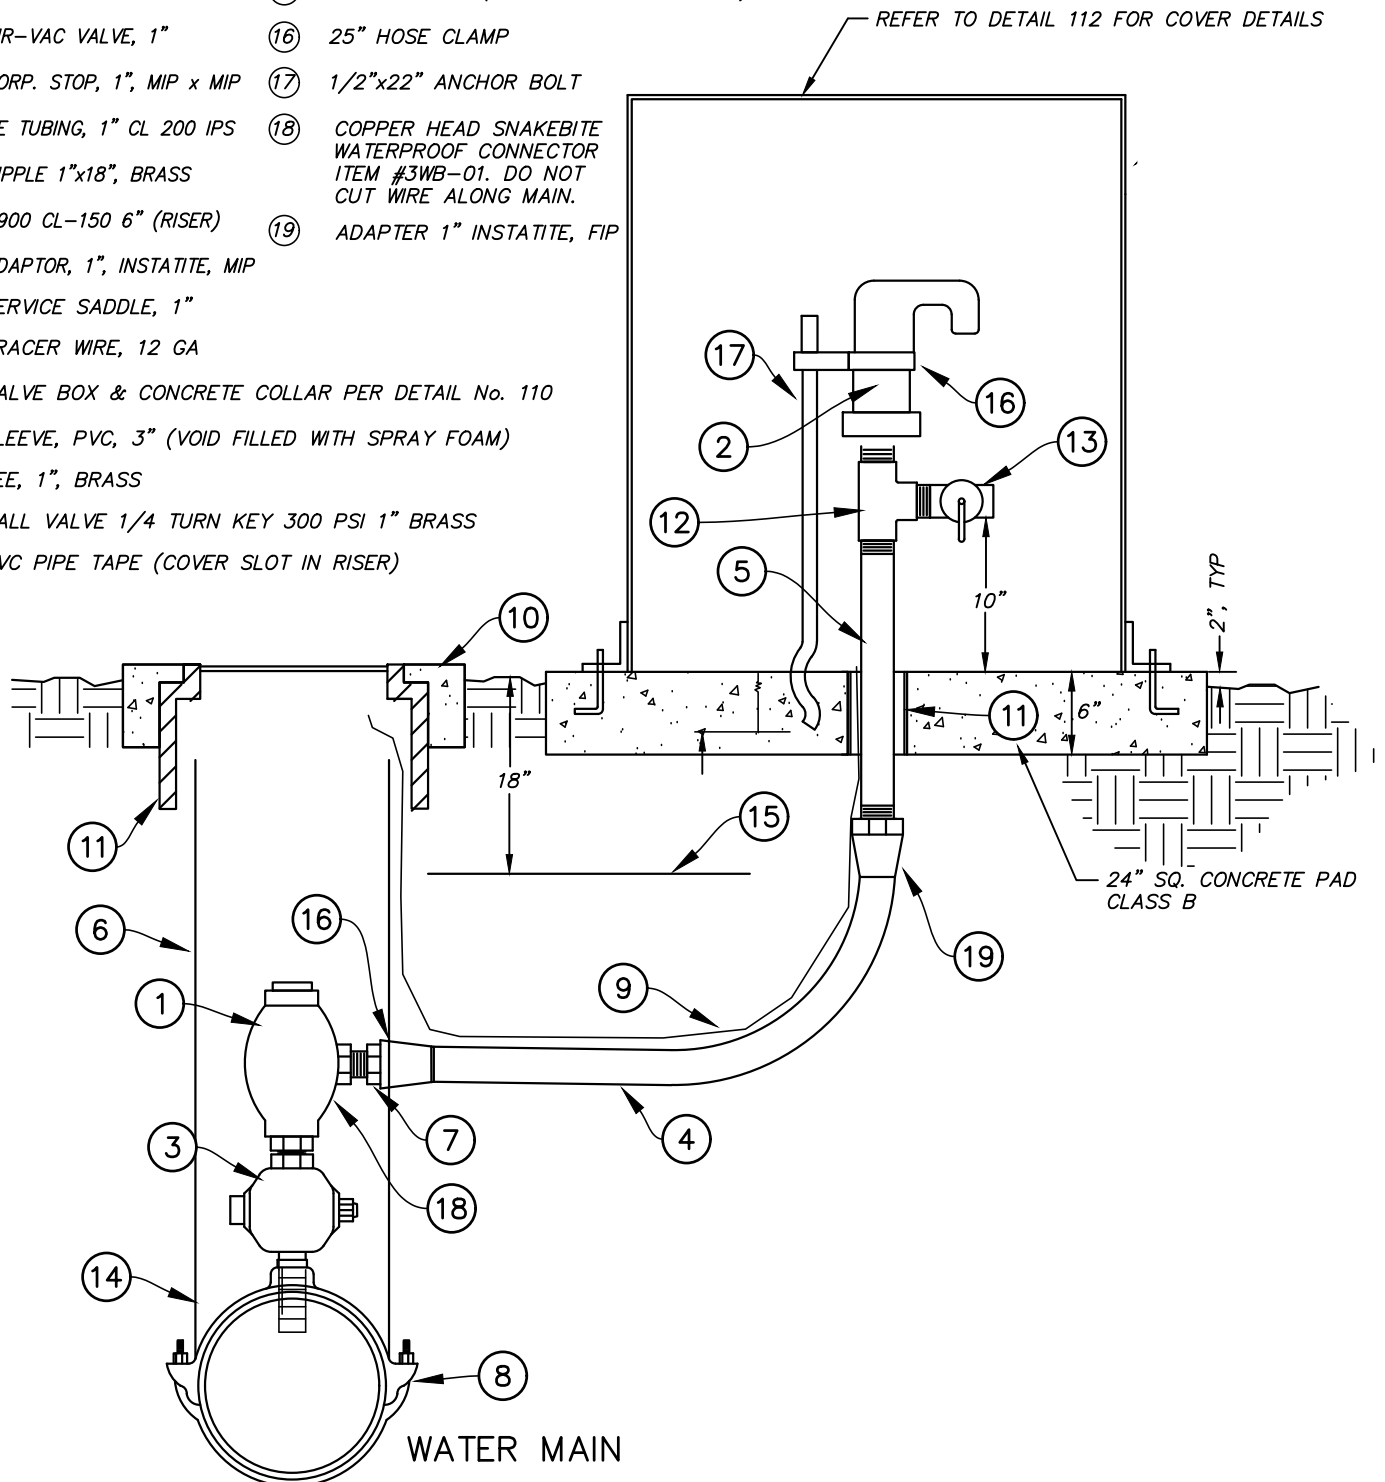 REFER TO DETAIL 112 FOR COVER DETAILS
R-VAC VALVE, 1"
ORP. STOP, 1", MIP x MIP
E TUBING, 1" CL 200 IPS
IPPLE 1"x18", BRASS
900 CL-150 6" (RISER)
DAPTOR, 1", INSTATITE, MIP
ERVICE SADDLE, 1"
RACER WIRE, 12 GA
ALVE BOX & CONCRETE COLLAR PER DETAIL No. 110
LEEVE, PVC, 3" (VOID FILLED WITH SPRAY FOAM)
EE, 1", BRASS
ALL VALVE 1/4 TURN KEY 300 PSI 1" BRASS
VC PIPE TAPE (COVER SLOT IN RISER)
16 25" HOSE CLAMP
17 1/2"x22" ANCHOR BOLT
18 COPPER HEAD SNAKEBITE
WATERPROOF CONNECTOR
ITEM #3WB-01. DO NOT
CUT WIRE ALONG MAIN.
19 ADAPTER 1" INSTATITE, FIP
17
16
2
13
12
5
10"
2", TYP
10
11
6"
18"
15
11
24" SQ. CONCRETE PAD
CLASS B
16
6
19
9
1
7
4
3
18
14
8
WATER MAIN